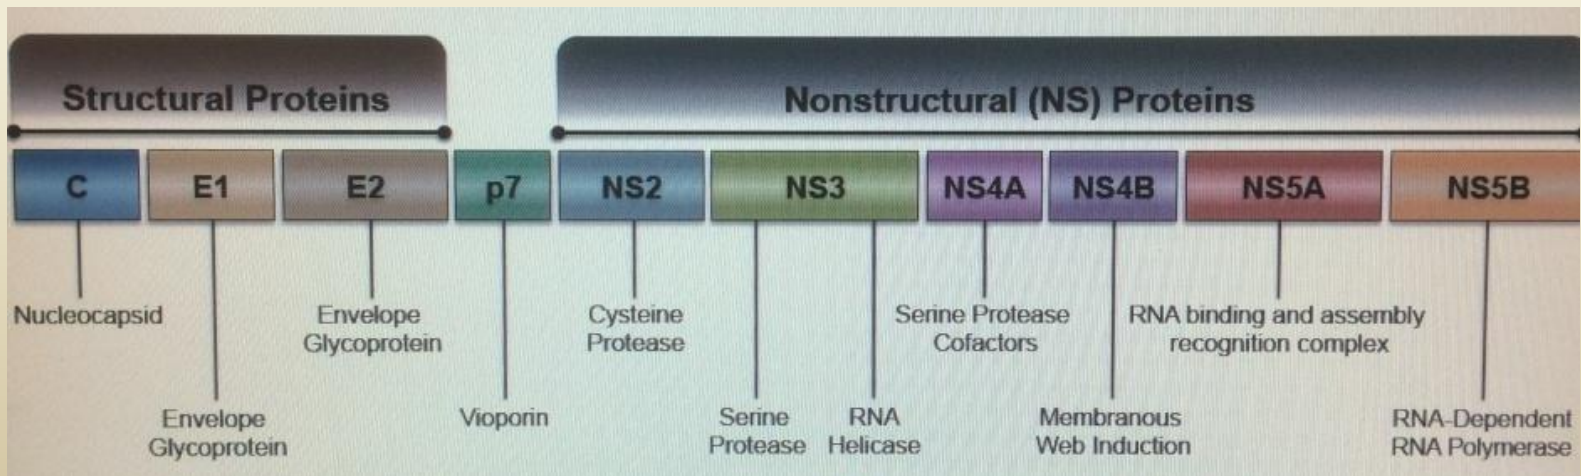 Structural Proteins
Nonstructural (NS) Proteins
C
E1
E2
p7
NS2
NS3
NS4A
NS4B
NS5A
NS5B
Nucleocapsid
Envelope
Glycoprotein
Envelope
Glycoprotein
Vioporin
Cysteine
Protease
Serine
Protease
RNA
Helicase
Serine Protease
Cofactors
Membranous
Web Induction
RNA binding and assembly
recognition complex
RNA-Dependent
RNA Polymerase